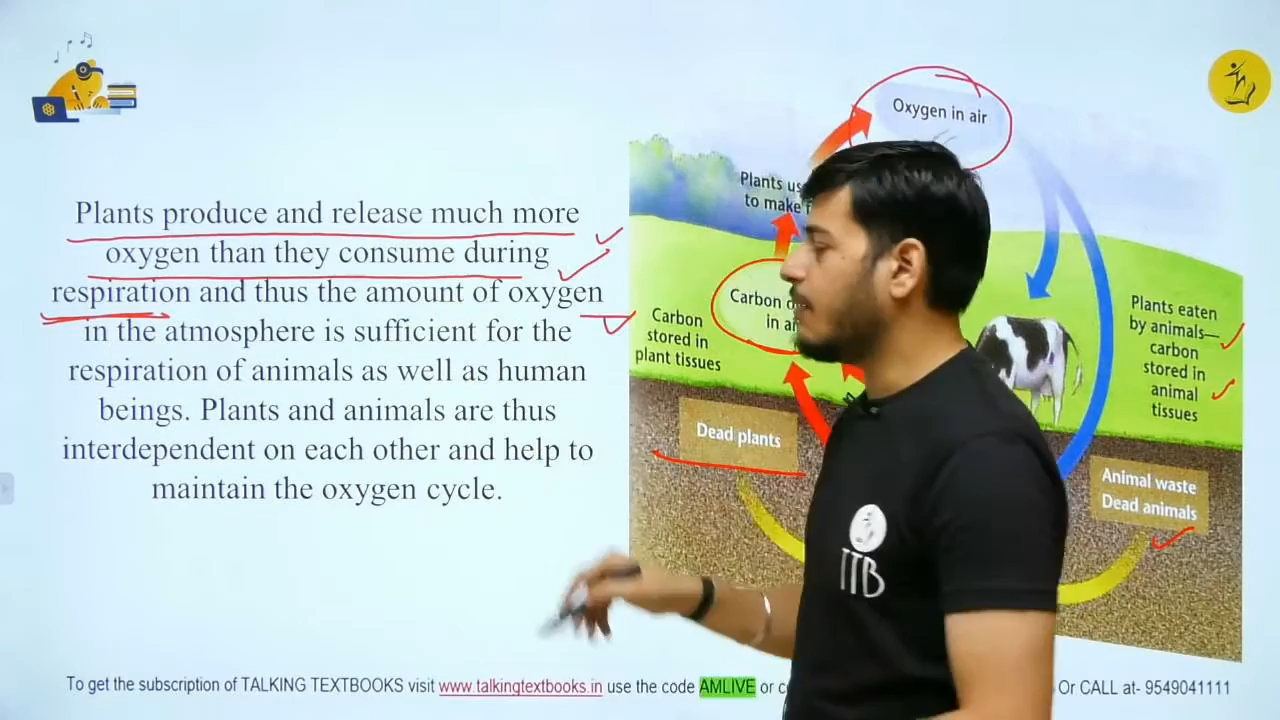 Plants produce and release much more
oxygen than they consume during
respiration and thus the amount of oxygen
in the atmosphere is sufficient for the
respiration of animals as well as human
beings. Plants and animals are thus
interdependent on each other and help to
maintain the oxygen cycle.
Oxygen in air
Plants
to make
Carbon
in
Carbon
stored in
plant tissues
Plants eaten
by animals—
carbon
stored in
animal
tissues
Dead plants
Animal waste
Dead animals
TTB
To get the subscription of TALKING TEXTBOOKS visit www.talkingtextbooks.in use the code AMLIVE or Or CALL at- 9549041111